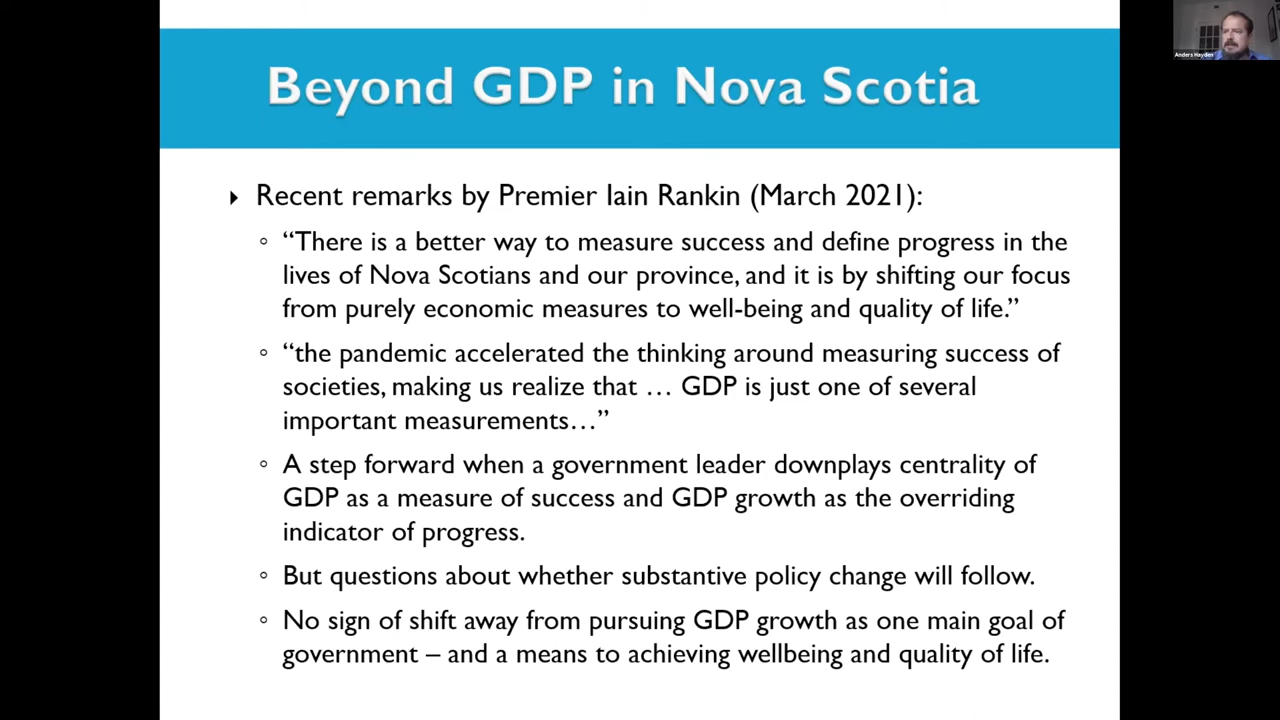 Beyond GDP in Nova Scotia
Anders Hayden
‣ Recent remarks by Premier Iain Rankin (March 2021):
◦ “There is a better way to measure success and define progress in the
lives of Nova Scotians and our province, and it is by shifting our focus
from purely economic measures to well-being and quality of life.”
◦ “the pandemic accelerated the thinking around measuring success of
societies, making us realize that … GDP is just one of several
important measurements…”
◦ A step forward when a government leader downplays centrality of
GDP as a measure of success and GDP growth as the overriding
indicator of progress.
◦ But questions about whether substantive policy change will follow.
◦ No sign of shift away from pursuing GDP growth as one main goal of
government – and a means to achieving wellbeing and quality of life.